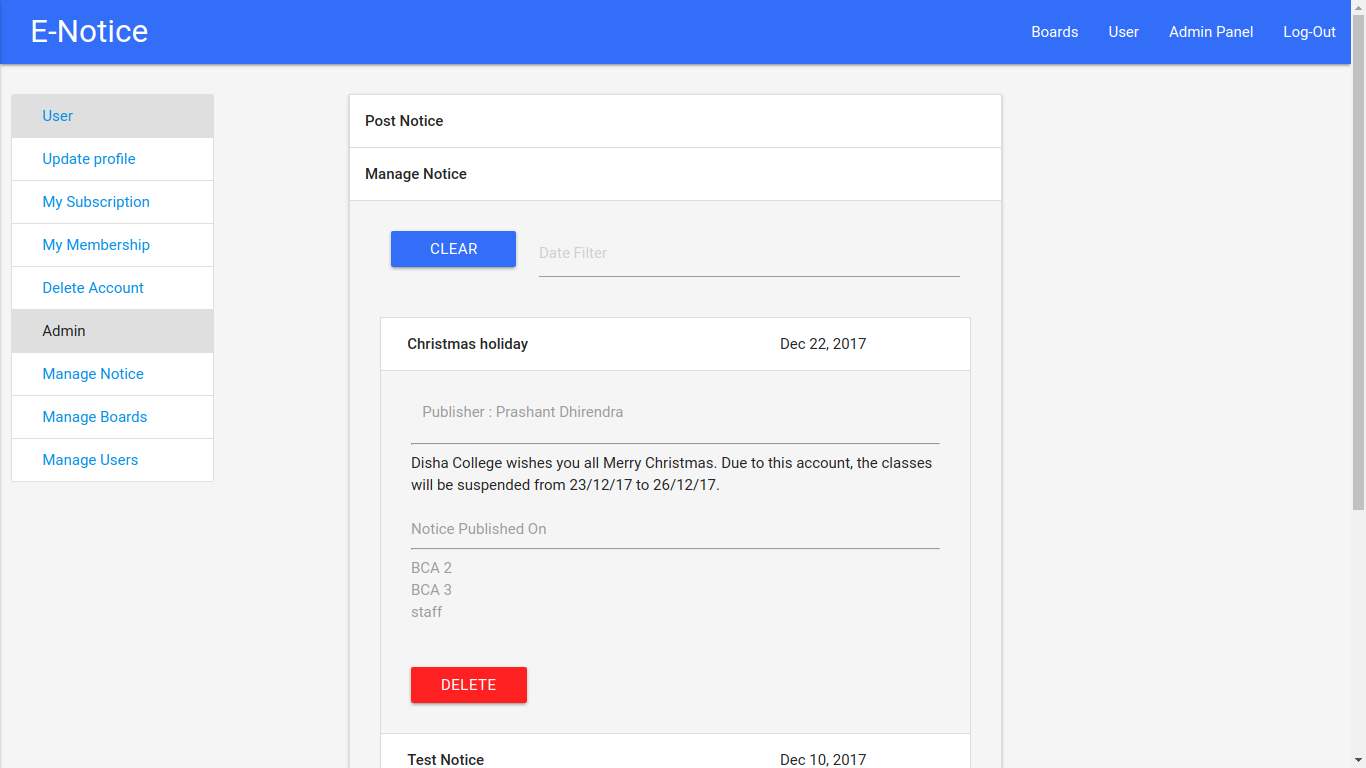 E-Notice
Boards
User
Admin Panel
Log-Out
User
Update profile
My Subscription
My Membership
Delete Account
Admin
Manage Notice
Manage Boards
Manage Users
Post Notice
Manage Notice
CLEAR
Date Filter
Christmas holiday
Dec 22, 2017
Publisher : Prashant Dhirendra
Disha College wishes you all Merry Christmas. Due to this account, the classes
will be suspended from 23/12/17 to 26/12/17.
Notice Published On
BCA 2
BCA 3
staff
DELETE
Test Notice
Dec 10, 2017